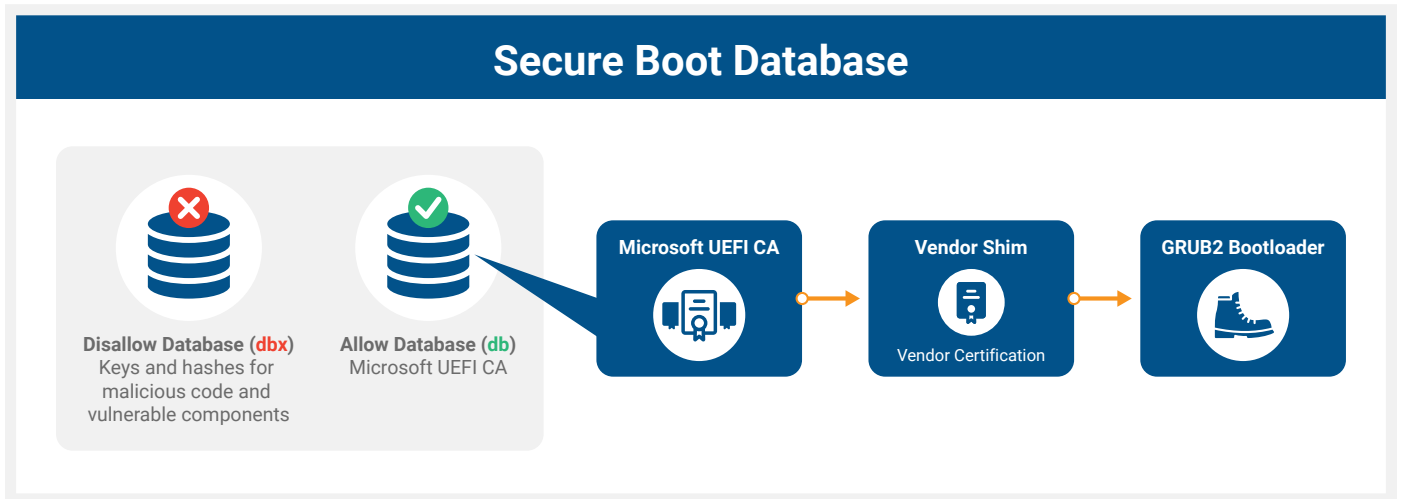 Secure Boot Database
Disallow Database (dbx)
Keys and hashes for
malicious code and
vulnerable components
Allow Database (db)
Microsoft UEFI CA
Microsoft UEFI CA
Vendor Shim
Vendor Certification
GRUB2 Bootloader